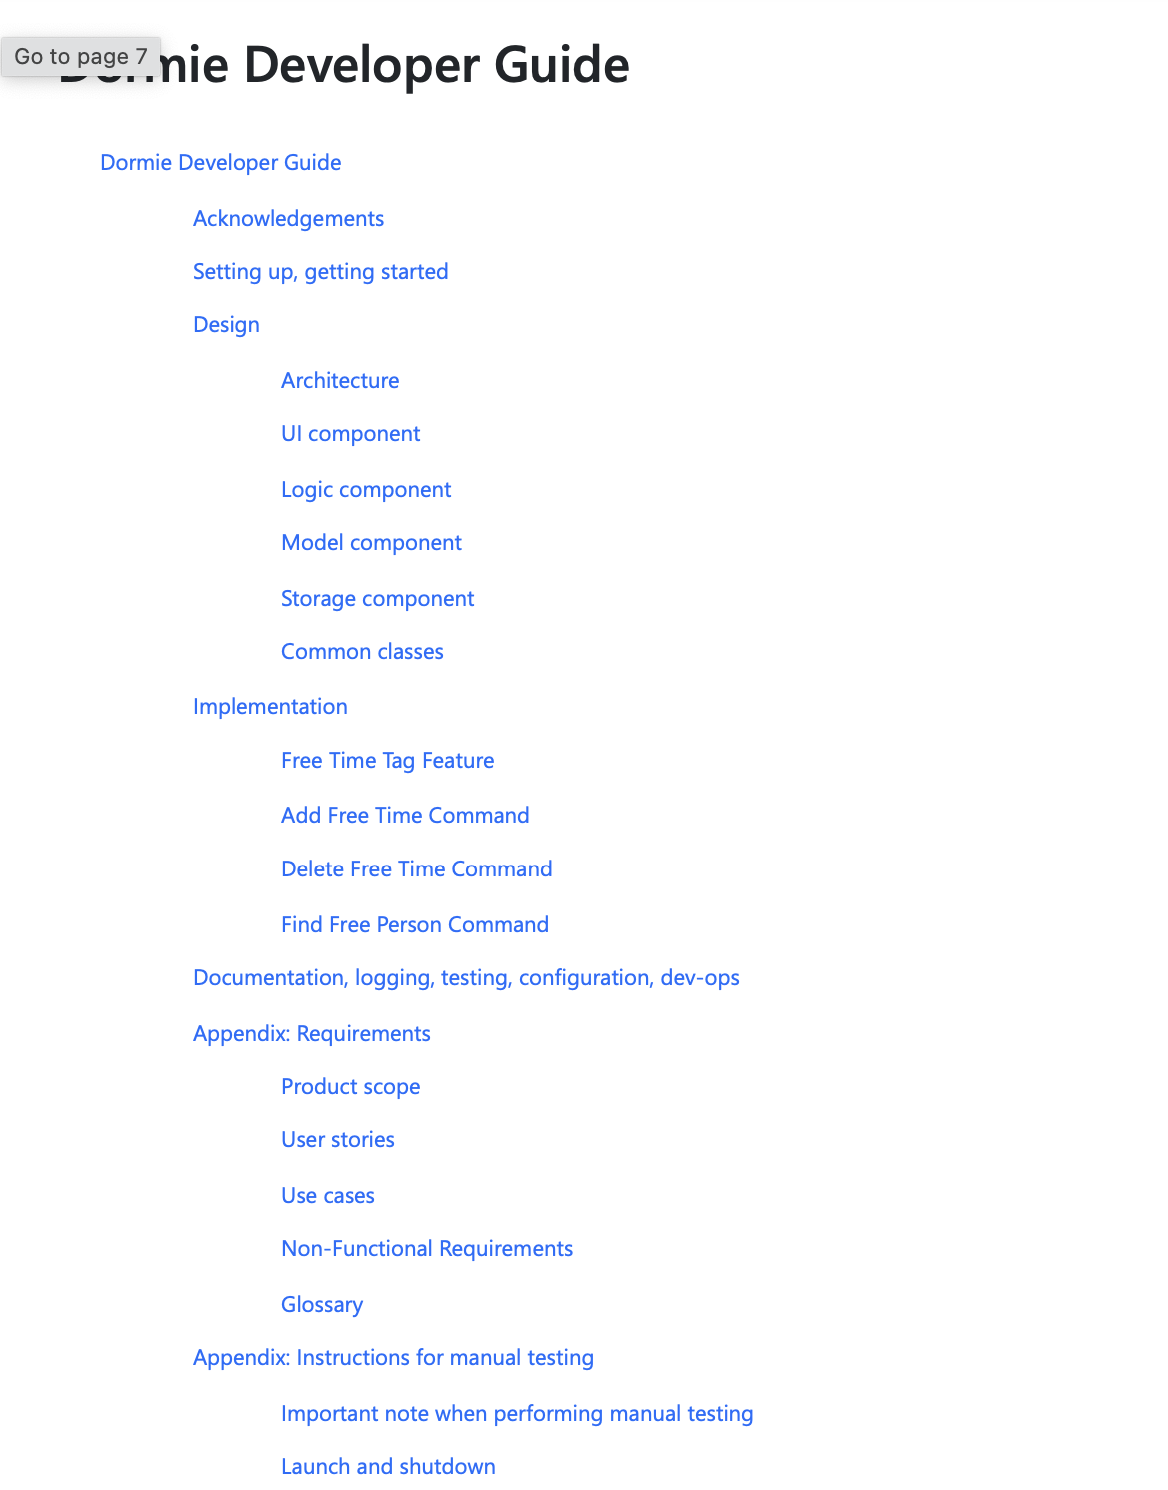 Go to page 7
Dormie Developer Guide
Dormie Developer Guide
Acknowledgements
Setting up, getting started
Design
Architecture
UI component
Logic component
Model component
Storage component
Common classes
Implementation
Free Time Tag Feature
Add Free Time Command
Delete Free Time Command
Find Free Person Command
Documentation, logging, testing, configuration, dev-ops
Appendix: Requirements
Product scope
User stories
Use cases
Non-Functional Requirements
Glossary
Appendix: Instructions for manual testing
Important note when performing manual testing
Launch and shutdown